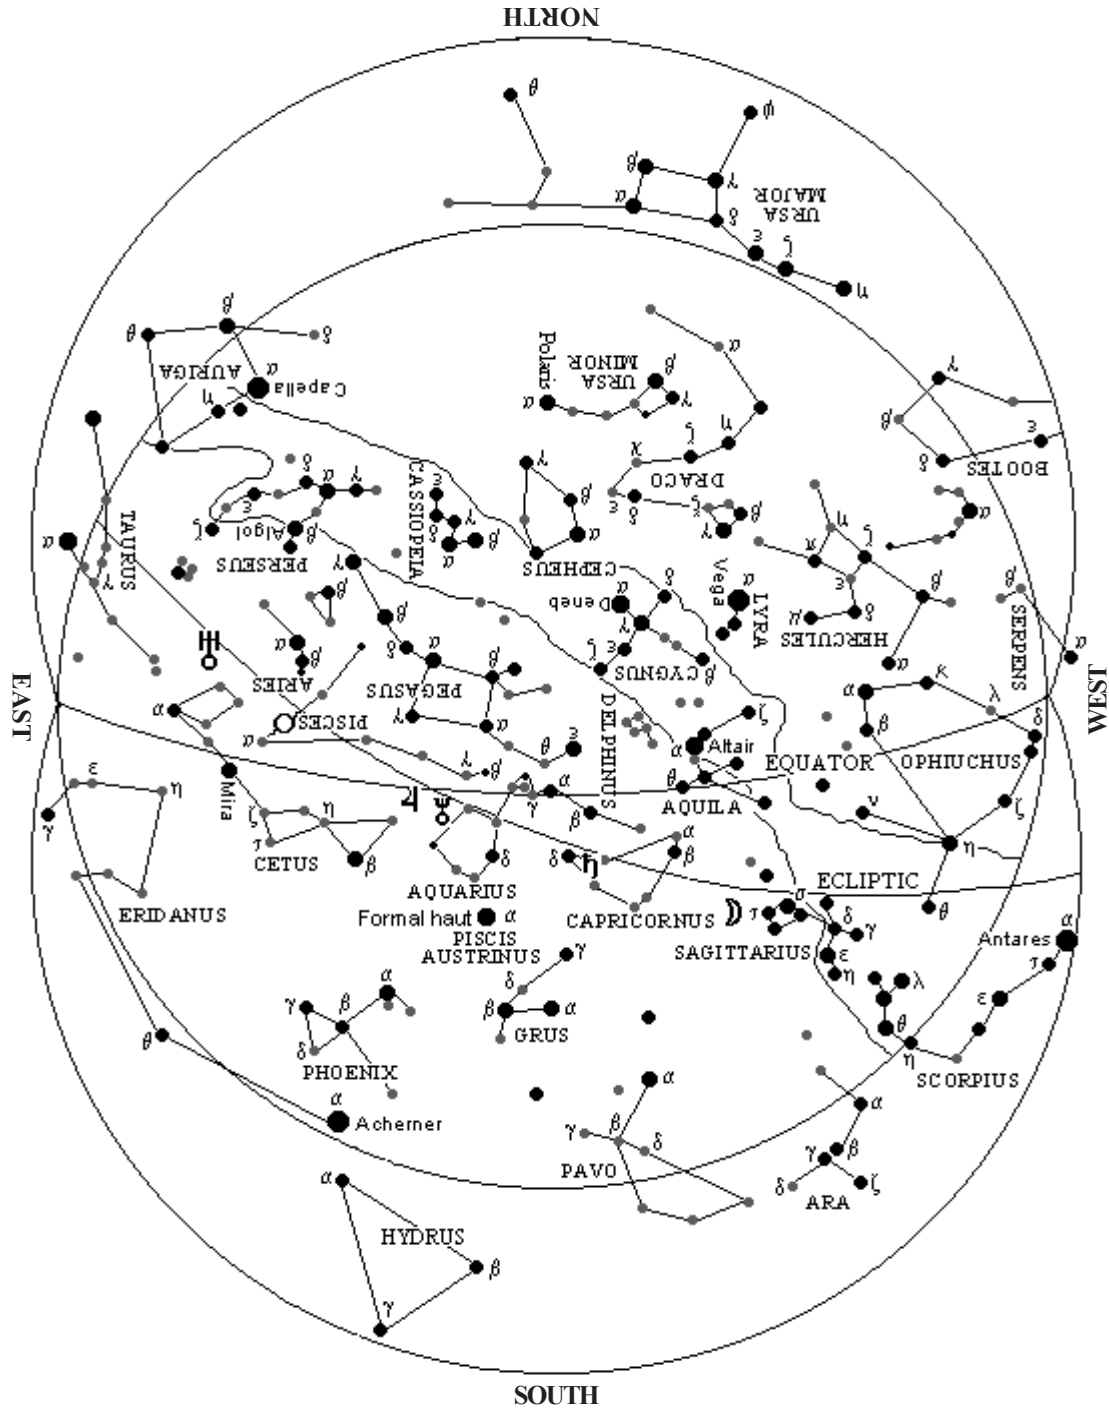 NORTH
θ
φ
β
γ
α
δ
URSA
MAJOR
ε
ζ
η
θ
β
δ
AURIGA
α
Capella
η
Polaris
α
URSA
MINOR
β
γ
α
η
ζ
DRACO
κ
ε
δ
ξ
β
γ
γ
β
δ
ε
BOOTES
TAURUS
α
γ
δ
α
γ
ε
ζ
Algol
β
PERSEUS
CASSIOPEIA
ε
δ
γ
α
β
γ
β
α
CEPHEUS
η
π
ζ
ε
β
μ
δ
HERCULES
α
α
β
SERPENS
α
Deneb
α
γ
ε
ζ
CYGNUS
β
Vega
α
LYRA
γ
β
δ
α
PEGASUS
β
γ
α
θ
ε
β
α
β
ARIES
PISCES
α
γ
β
DELPHINUS
ζ
α
Altair
θ
AQUILA
EQUATOR
κ
α
β
λ
δ
OPHIUCHUS
ν
ζ
η
θ
EAST
WEST
α
Mira
ζ
η
τ
CETUS
β
ε
η
γ
ERIDANUS
γ
α
β
δ
AQUARIUS
δ
α
β
CAPRICORNUS
ECLIPTIC
Formal haut
α
PISCIS
AUSTRINUS
σ
τ
δ
γ
SAGITTARIUS
ε
η
α
Antares
τ
ε
λ
θ
η
SCORPIUS
γ
δ
β
α
GRUS
α
γ
β
δ
PHOENIX
θ
α
Acherner
α
γ
β
δ
PAVO
α
β
γ
δ
ζ
ARA
α
HYDRUS
β
γ
SOUTH